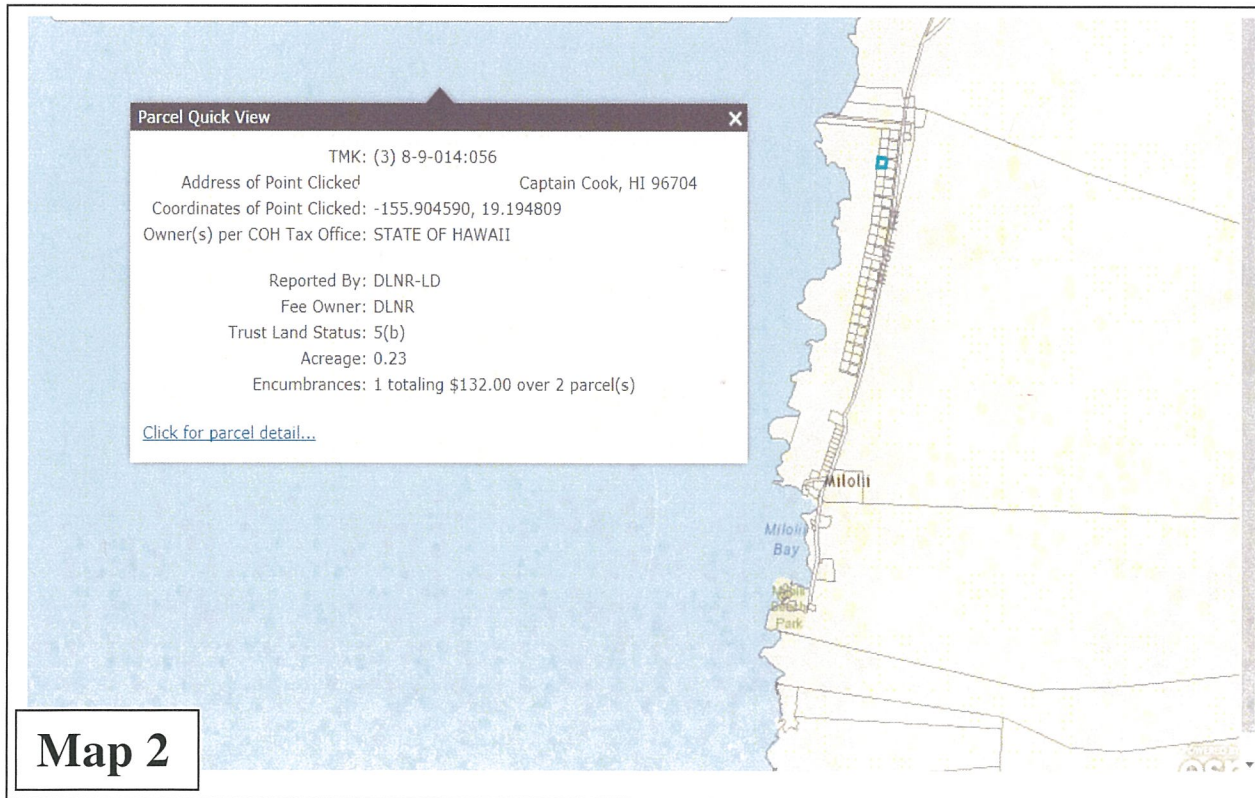 Parcel Quick View ×
TMK: (3) 8-9-014:056
Address of Point Clicked Captain Cook, HI 96704
Coordinates of Point Clicked: -155.904590, 19.194809
Owner(s) per COH Tax Office: STATE OF HAWAII
Reported By: DLNR-LD
Fee Owner: DLNR
Trust Land Status: 5(b)
Acreage: 0.23
Encumbrances: 1 totaling $132.00 over 2 parcel(s)
Click for parcel detail...
Milolii
Milolii
Bay
Beach
Park
Map 2